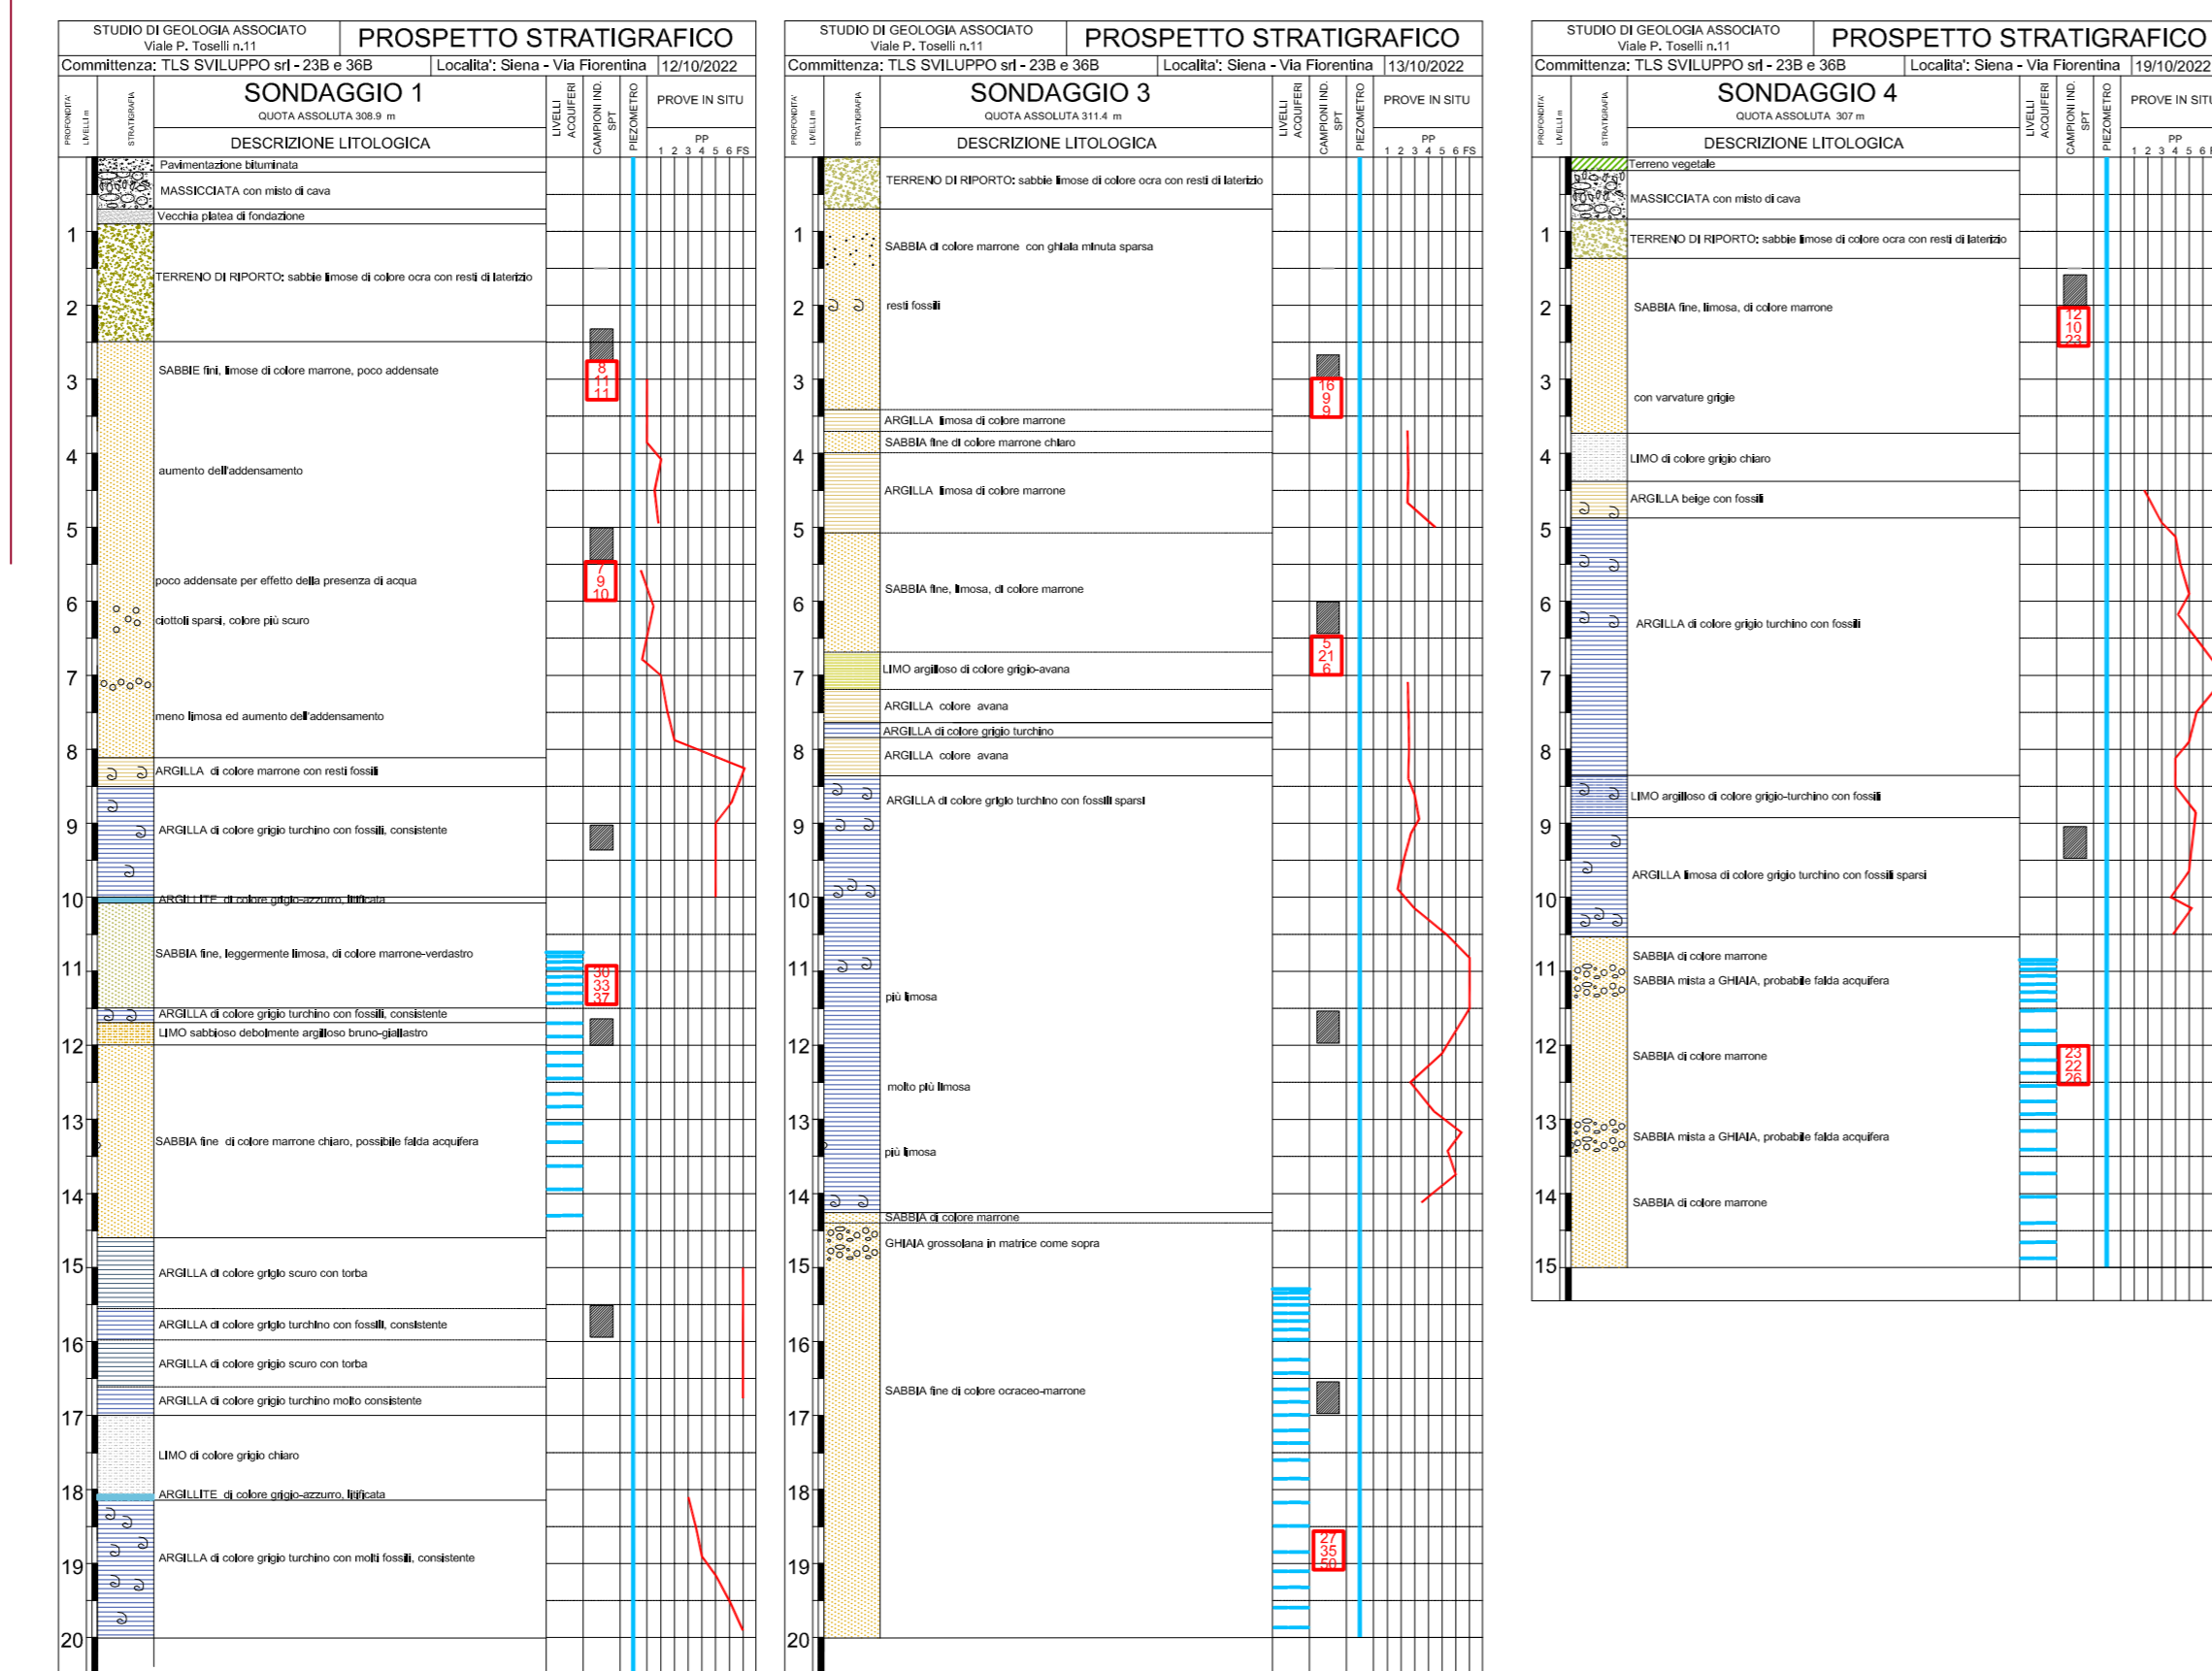 STUDIO DI GEOLOGIA ASSOCIATO
Viale P. Toselli n.11
PROSPETTO STRATIGRAFICO
Committenza: TLS SVILUPPO srl - 23B e 36B
Localita': Siena - Via Fiorentina
12/10/2022
PROFONDITA'
LIVELLI m
STRATIGRAFIA
SONDAGGIO 1
QUOTA ASSOLUTA 308.9 m
DESCRIZIONE LITOLOGICA
LIVELLI
ACQUIFERI
CAMPIONI IND.
SPT
PIEZOMETRO
PROVE IN SITU
PP
1 2 3 4 5 6 FS
Pavimentazione bituminata
MASSICCIATA con misto di cava
Vecchia platea di fondazione
1
TERRENO DI RIPORTO: sabbie limose di colore ocra con resti di laterizio
2
SABBIE fini, limose di colore marrone, poco addensate
8
11
11
3
4
aumento dell'addensamento
5
7
9
10
poco addensate per effetto della presenza di acqua
6
ciottoli sparsi, colore più scuro
7
meno limosa ed aumento dell'addensamento
8
ARGILLA di colore marrone con resti fossili
9
ARGILLA di colore grigio turchino con fossili, consistente
10
ARGILLITE di colore grigio-azzurro, litificata
SABBIA fine, leggermente limosa, di colore marrone-verdastro
11
30
33
37
ARGILLA di colore grigio turchino con fossili, consistente
LIMO sabbioso debolmente argilloso bruno-giallastro
12
13
SABBIA fine di colore marrone chiaro, possibile falda acquifera
14
15
ARGILLA di colore grigio scuro con torba
ARGILLA di colore grigio turchino con fossili, consistente
16
ARGILLA di colore grigio scuro con torba
ARGILLA di colore grigio turchino molto consistente
17
LIMO di colore grigio chiaro
18
ARGILLITE di colore grigio-azzurro, litificata
19
ARGILLA di colore grigio turchino con molti fossili, consistente
20
STUDIO DI GEOLOGIA ASSOCIATO
Viale P. Toselli n.11
PROSPETTO STRATIGRAFICO
Committenza: TLS SVILUPPO srl - 23B e 36B
Localita': Siena - Via Fiorentina
13/10/2022
PROFONDITA'
LIVELLI m
STRATIGRAFIA
SONDAGGIO 3
QUOTA ASSOLUTA 311.4 m
DESCRIZIONE LITOLOGICA
LIVELLI
ACQUIFERI
CAMPIONI IND.
SPT
PIEZOMETRO
PROVE IN SITU
PP
1 2 3 4 5 6 FS
TERRENO DI RIPORTO: sabbie limose di colore ocra con resti di laterizio
1
SABBIA di colore marrone con ghiaia minuta sparsa
2
resti fossili
3
16
9
9
ARGILLA limosa di colore marrone
SABBIA fine di colore marrone chiaro
4
ARGILLA limosa di colore marrone
5
SABBIA fine, limosa, di colore marrone
6
5
21
6
LIMO argilloso di colore grigio-avana
7
ARGILLA colore avana
ARGILLA di colore grigio turchino
8
ARGILLA colore avana
ARGILLA di colore grigio turchino con fossili sparsi
9
10
11
più limosa
12
molto più limosa
13
più limosa
14
SABBIA di colore marrone
GHIAIA grossolana in matrice come sopra
15
16
SABBIA fine di colore ocraceo-marrone
17
18
27
35
50
19
20
STUDIO DI GEOLOGIA ASSOCIATO
Viale P. Toselli n.11
PROSPETTO STRATIGRAFICO
Committenza: TLS SVILUPPO srl - 23B e 36B
Localita': Siena - Via Fiorentina
19/10/2022
PROFONDITA'
LIVELLI m
STRATIGRAFIA
SONDAGGIO 4
QUOTA ASSOLUTA 307 m
DESCRIZIONE LITOLOGICA
LIVELLI
ACQUIFERI
CAMPIONI IND.
SPT
PIEZOMETRO
PROVE IN SITU
PP
1 2 3 4 5 6
Terreno vegetale
MASSICCIATA con misto di cava
1
TERRENO DI RIPORTO: sabbie limose di colore ocra con resti di laterizio
2
SABBIA fine, limosa, di colore marrone
12
10
23
3
con varvature grigie
4
LIMO di colore grigio chiaro
ARGILLA beige con fossili
5
6
ARGILLA di colore grigio turchino con fossili
7
8
LIMO argilloso di colore grigio-turchino con fossili
9
ARGILLA limosa di colore grigio turchino con fossili sparsi
10
SABBIA di colore marrone
11
SABBIA mista a GHIAIA, probabile falda acquifera
12
SABBIA di colore marrone
23
22
26
13
SABBIA mista a GHIAIA, probabile falda acquifera
14
SABBIA di colore marrone
15